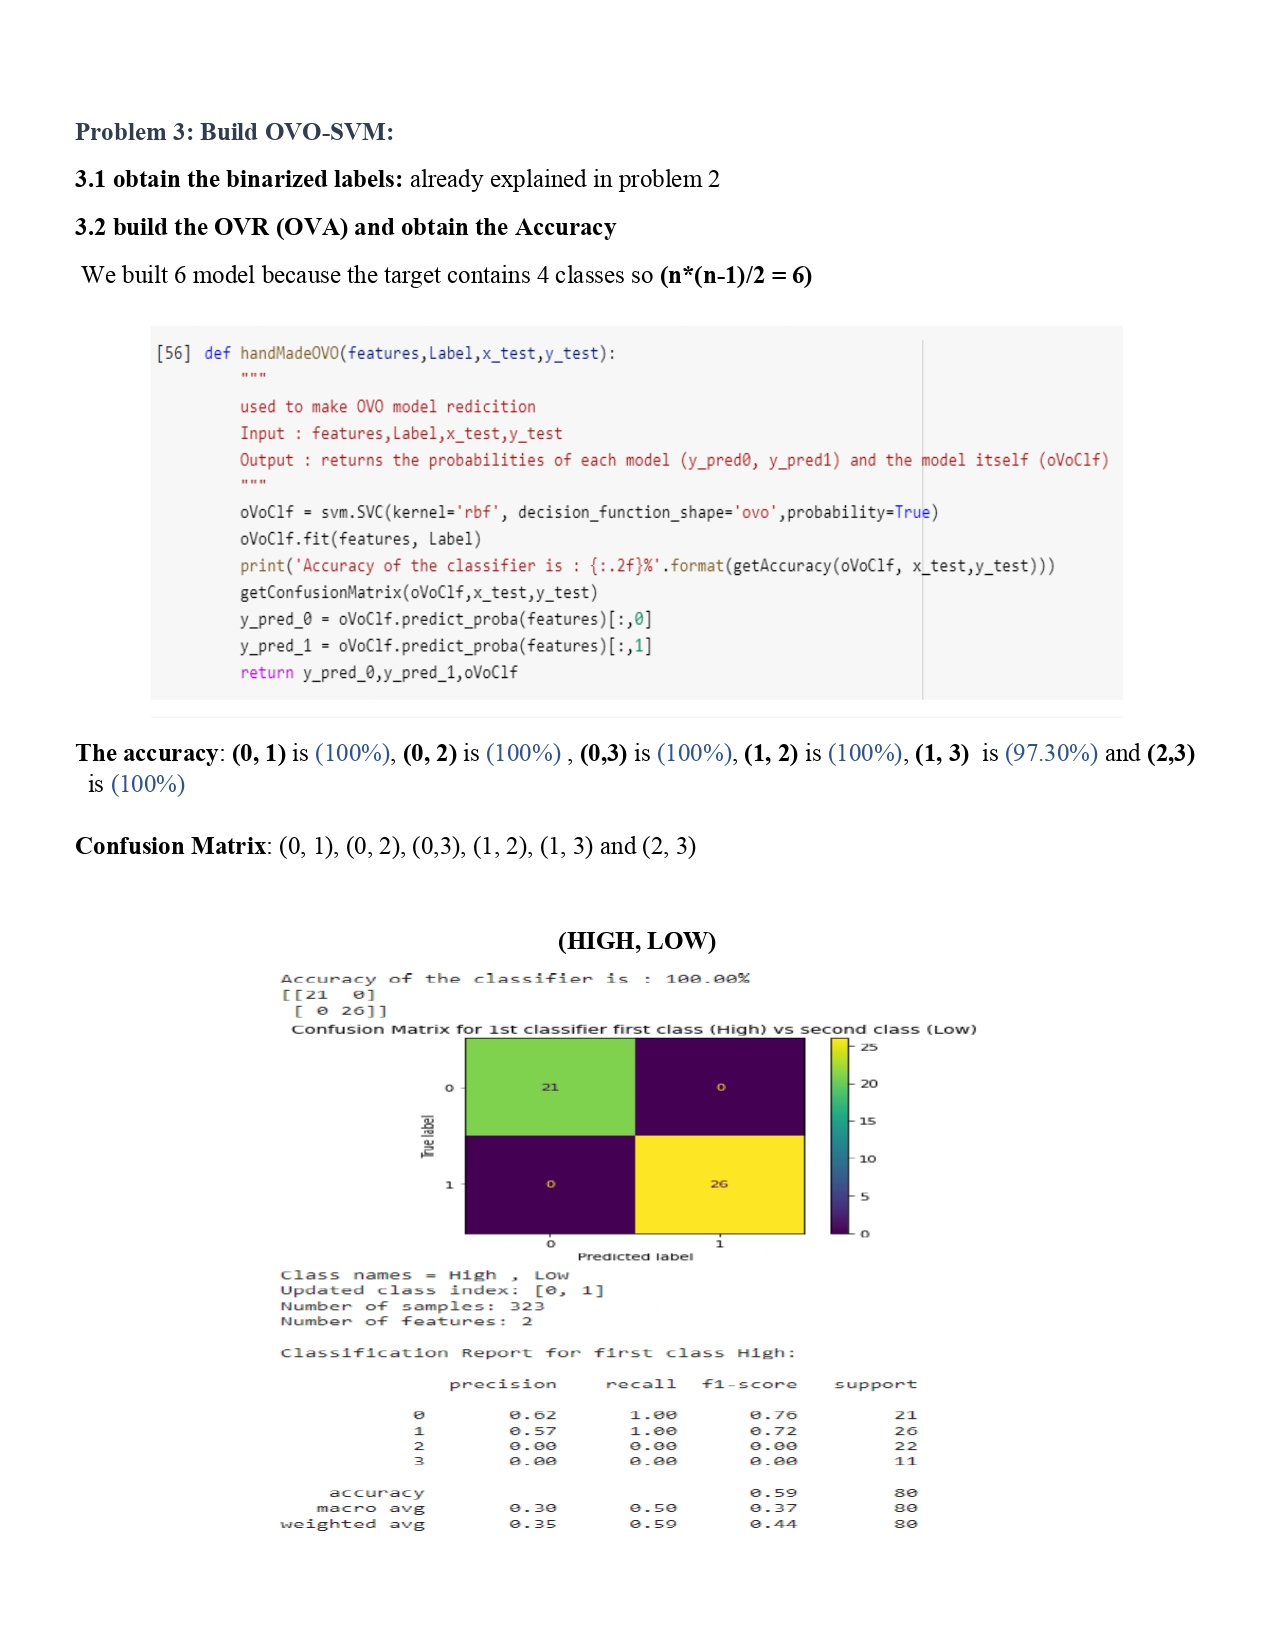 Problem 3: Build OVO-SVM:
3.1 obtain the binarized labels: already explained in problem 2
3.2 build the OVR (OVA) and obtain the Accuracy
We built 6 model because the target contains 4 classes so (n*(n-1)/2 = 6)
[56] def handMadeOVO(features,Label,x_test,y_test):
"""
used to make OVO model redicition
Input : features,Label,x_test,y_test
Output : returns the probabilities of each model (y_pred0, y_pred1) and the model itself (oVoClf)
"""
oVoClf = svm.SVC(kernel='rbf', decision_function_shape='ovo',probability=True)
oVoClf.fit(features, Label)
print('Accuracy of the classifier is : {:.2f}%'.format(getAccuracy(oVoClf, x_test,y_test)))
getConfusionMatrix(oVoClf,x_test,y_test)
y_pred_0 = oVoClf.predict_proba(features)[:,0]
y_pred_1 = oVoClf.predict_proba(features)[:,1]
return y_pred_0,y_pred_1,oVoClf
The accuracy: (0, 1) is (100%), (0, 2) is (100%) , (0,3) is (100%), (1, 2) is (100%), (1, 3)  is (97.30%) and (2,3)
is (100%)
Confusion Matrix: (0, 1), (0, 2), (0,3), (1, 2), (1, 3) and (2, 3)
(HIGH, LOW)
Accuracy of the classifier is : 100.00%
[[21  0]
[ 0 26]]
Confusion Matrix for 1st classifier first class (High) vs second class (Low)
25
0 21 0 20
15
True label
10
1 0 26
5
0
0 1
Predicted label
Class names = High , Low
Updated class index: [0, 1]
Number of samples: 323
Number of features: 2
Classification Report for first class High:
precision recall f1-score support
0 0.62 1.00 0.76 21
1 0.57 1.00 0.72 26
2 0.00 0.00 0.00 22
3 0.00 0.00 0.00 11
accuracy 0.59 80
macro avg 0.30 0.50 0.37 80
weighted avg 0.35 0.59 0.44 80